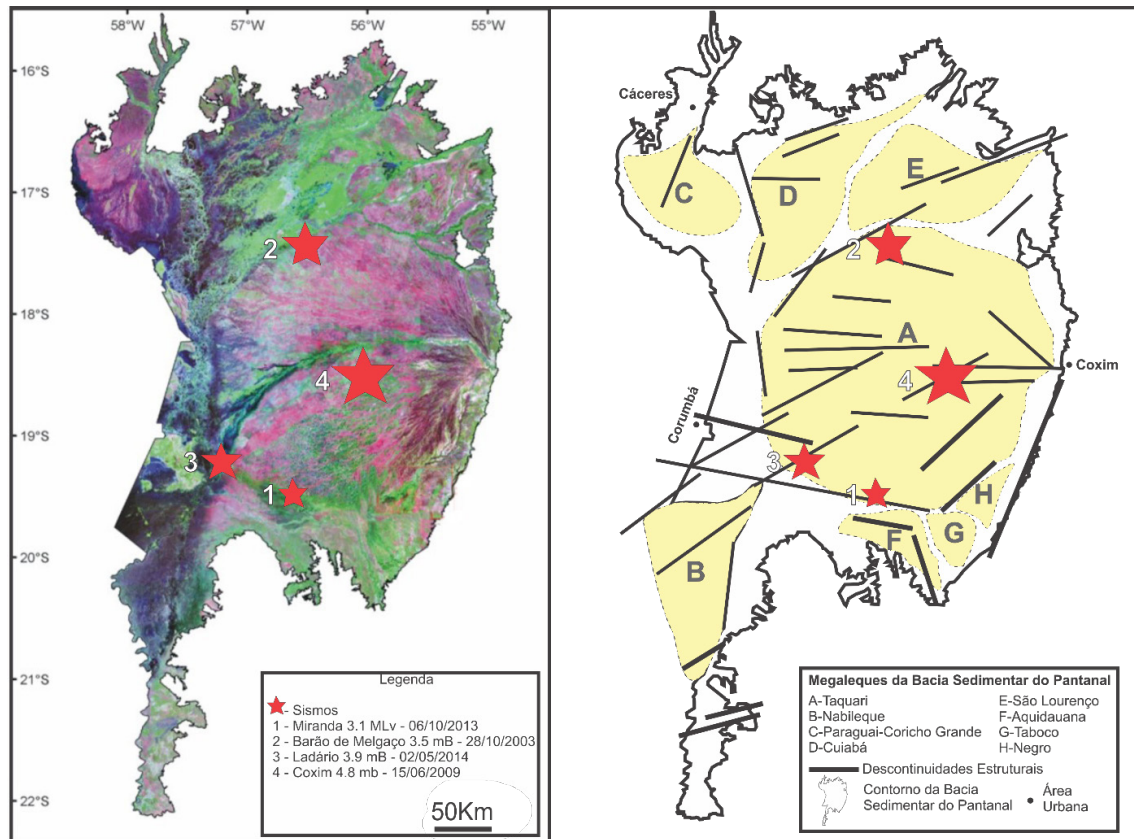 58°W 57°W 56°W 55°W
16°S
17°S
18°S
19°S
20°S
21°S
22°S
2
4
3
1
Legenda
- Sismos
1 - Miranda 3.1 MLv - 06/10/2013
2 - Barão de Melgaço 3.5 mB - 28/10/2003
3 - Ladário 3.9 mB - 02/05/2014
4 - Coxim 4.8 mb - 15/06/2009
50Km
Cáceres
C
D
E
2
A
4
Coxim
Corumbá
3
1
H
G
F
B
Megaleques da Bacia Sedimentar do Pantanal
A-Taquari
B-Nabileque
C-Paraguai-Coricho Grande
D-Cuiabá
E-São Lourenço
F-Aquidauana
G-Taboco
H-Negro
Descontinuidades Estruturais
Contorno da Bacia
Sedimentar do Pantanal
Área
Urbana